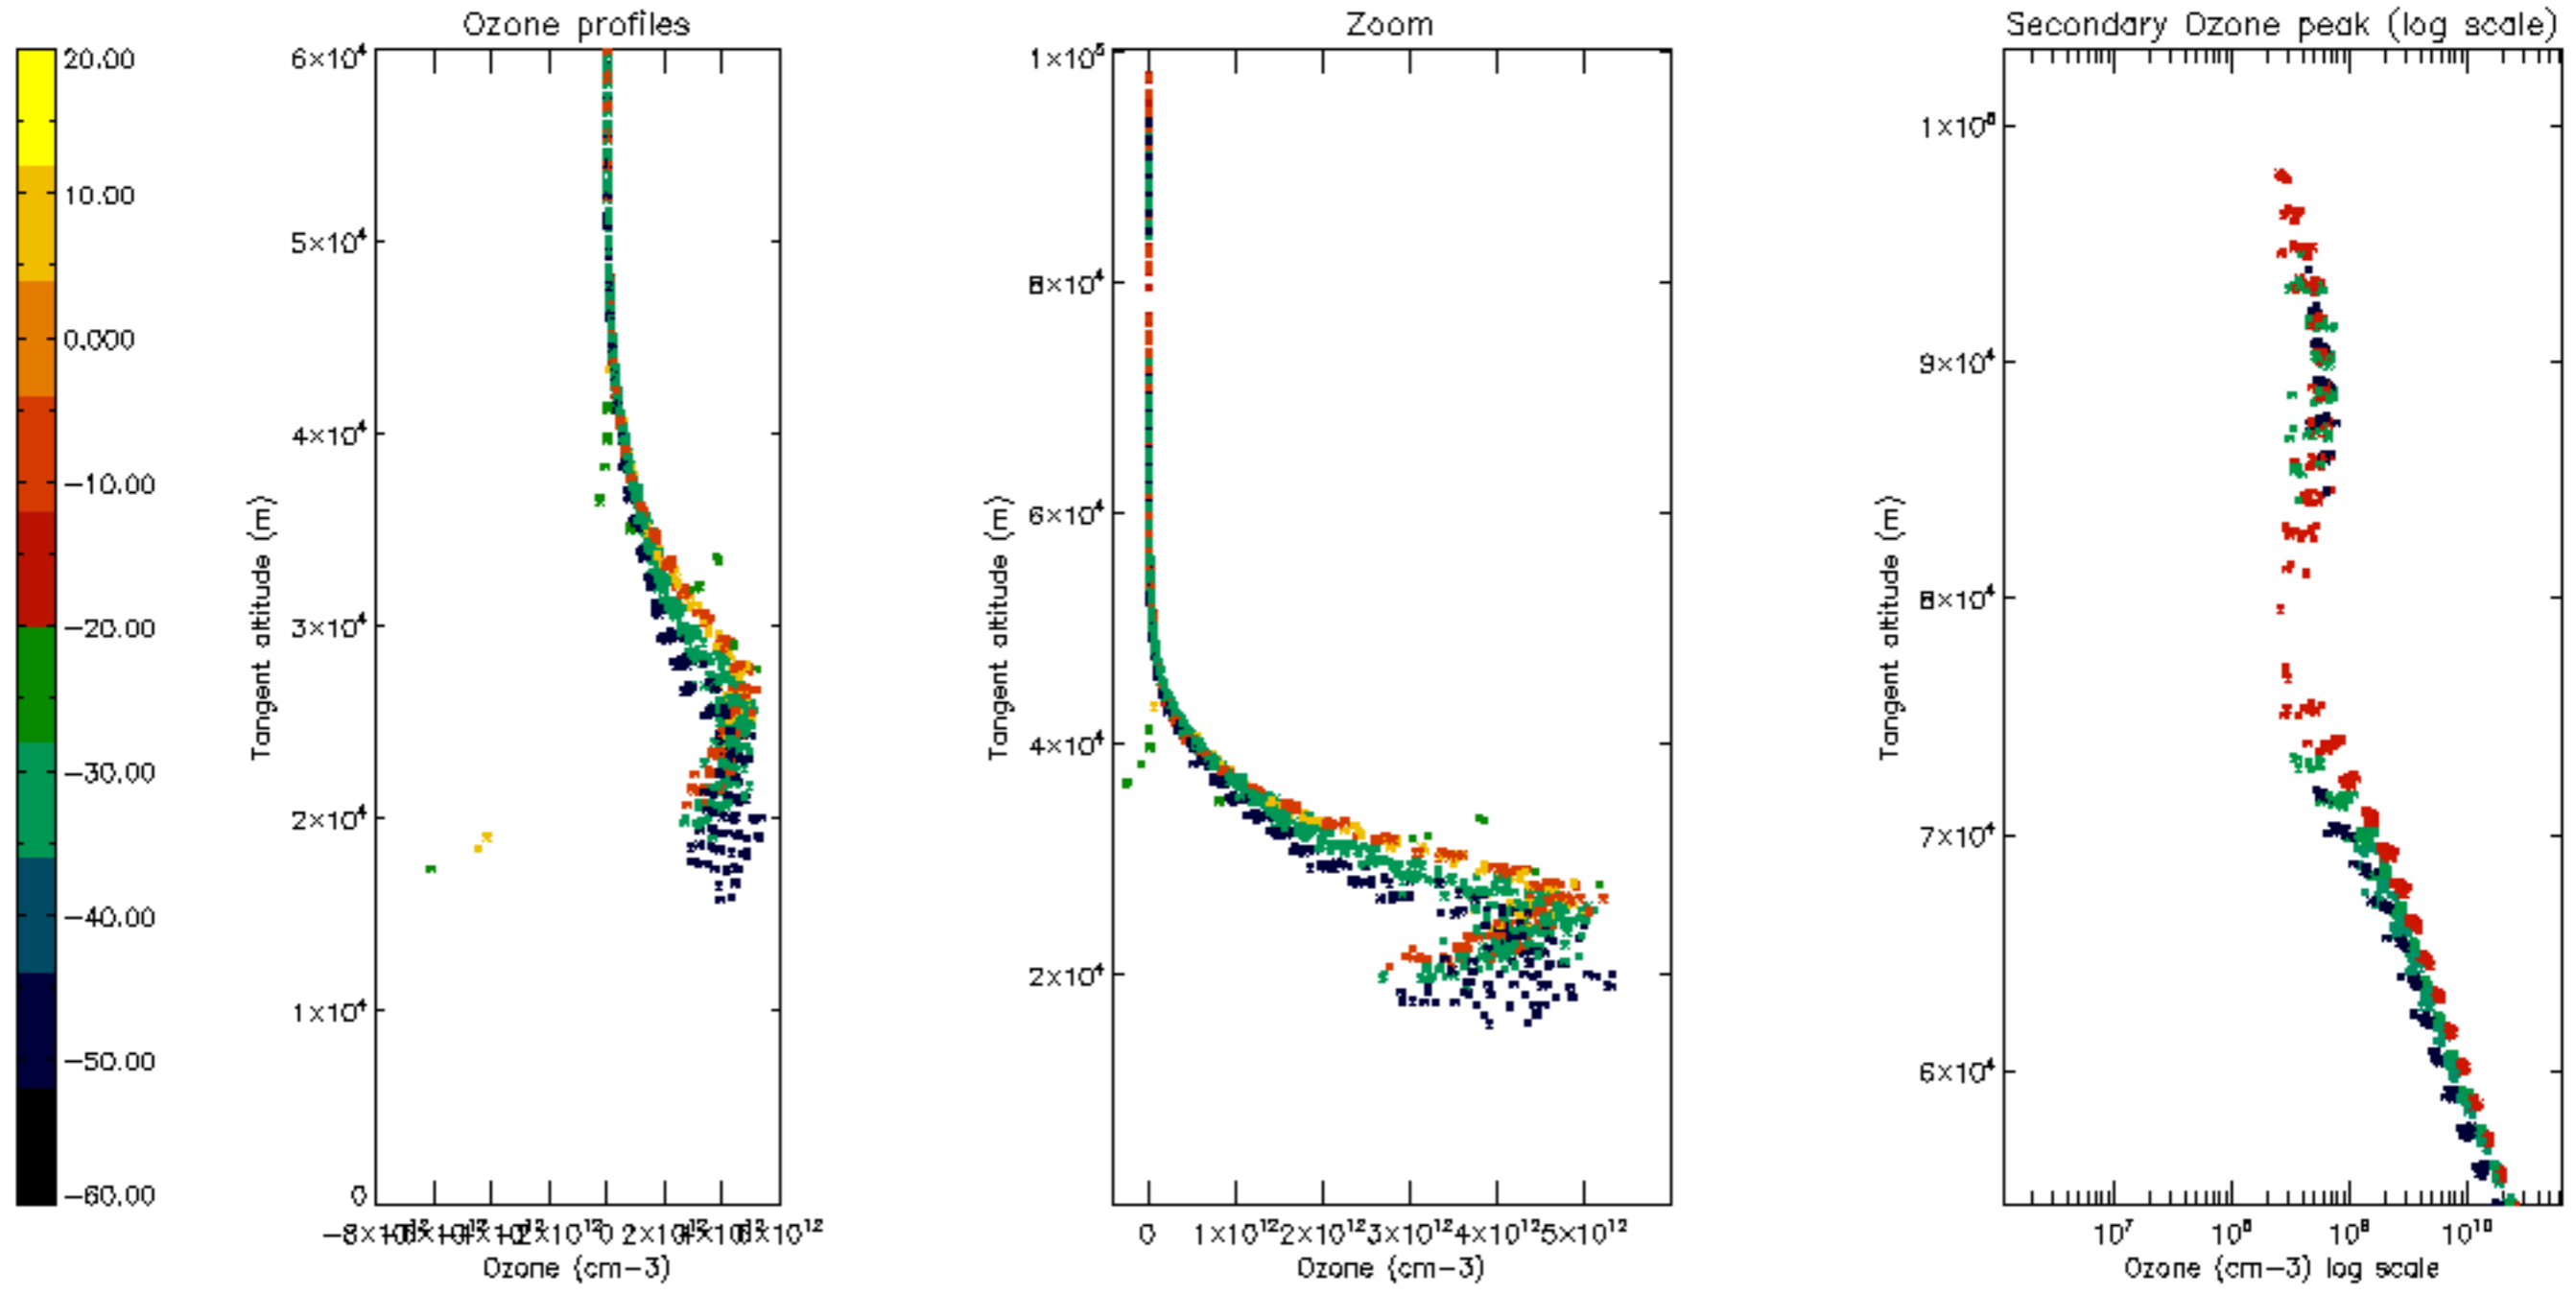 Ozone profiles
Zoom
Secondary Ozone peak (log scale)
20.00
10.00
0.000
−10.00
−20.00
−30.00
−40.00
−50.00
−60.00
6×10⁴
5×10⁴
4×10⁴
3×10⁴
2×10⁴
1×10⁴
0
Tangent altitude (m)
0
Ozone (cm−3)
1×10⁵
8×10⁴
6×10⁴
4×10⁴
2×10⁴
Tangent altitude (m)
0 1×10¹² 2×10¹² 3×10¹² 4×10¹² 5×10¹²
Ozone (cm−3)
1×10⁵
9×10⁴
8×10⁴
7×10⁴
6×10⁴
Tangent altitude (m)
10⁷ 10⁸ 10⁹ 10¹⁰
Ozone (cm−3) log scale